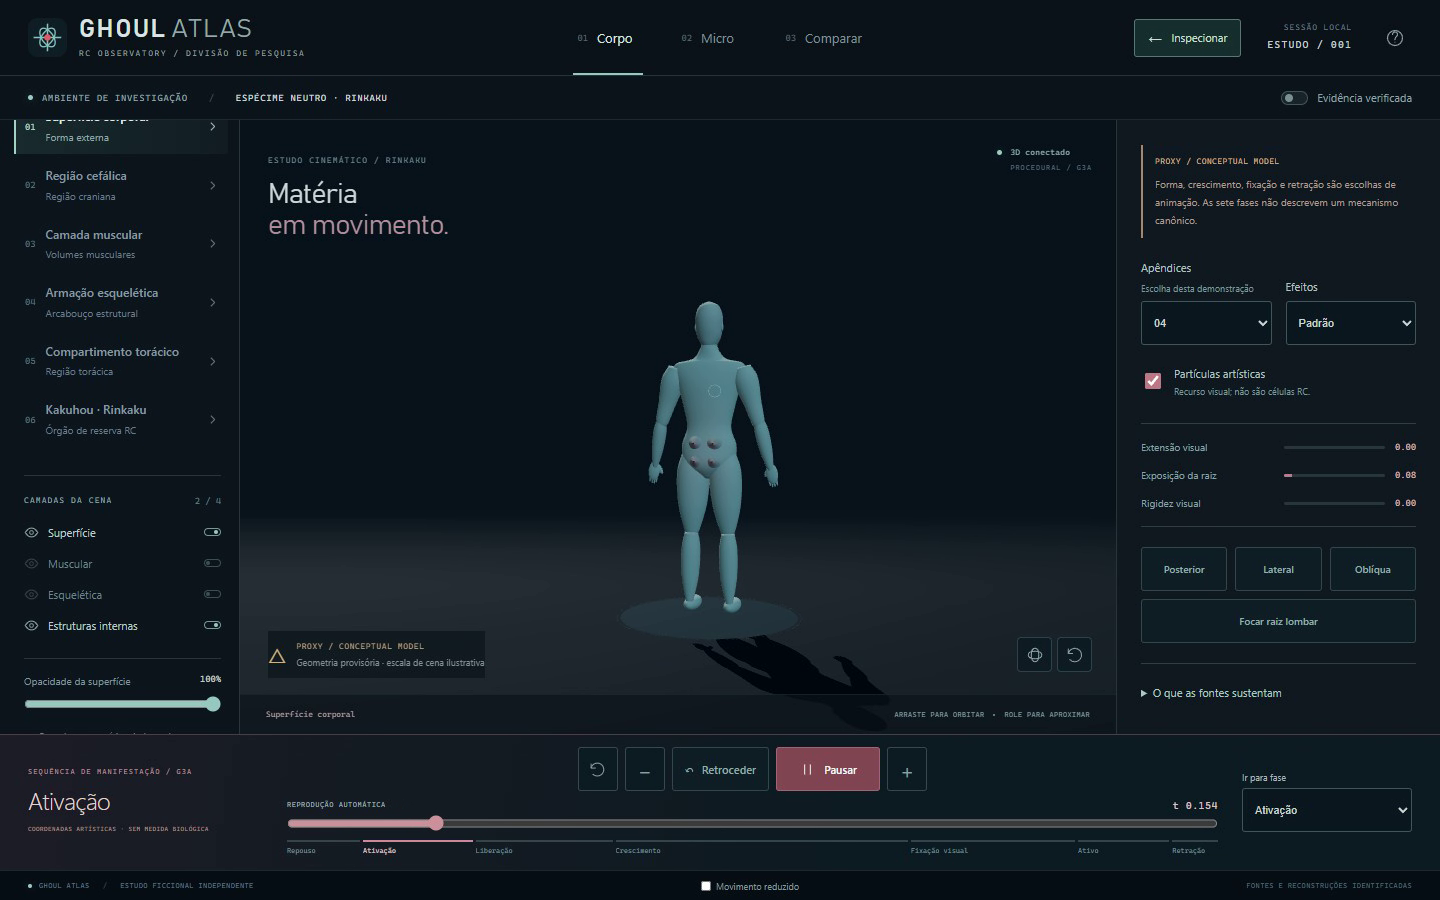 GHOUL ATLAS
RC OBSERVATORY / DIVISÃO DE PESQUISA
01 Corpo
02 Micro
03 Comparar
← Inspecionar
SESSÃO LOCAL
ESTUDO / 001
AMBIENTE DE INVESTIGAÇÃO / ESPÉCIME NEUTRO · RINKAKU
Evidência verificada
01 Superfície corporal
Forma externa
02 Região cefálica
Região craniana
03 Camada muscular
Volumes musculares
04 Armação esquelética
Arcabouço estrutural
05 Compartimento torácico
Região torácica
06 Kakuhou · Rinkaku
Órgão de reserva RC
CAMADAS DA CENA 2 / 4
Superfície
Muscular
Esquelética
Estruturas internas
Opacidade da superfície 100%
ESTUDO CINEMÁTICO / RINKAKU
Matéria
em movimento.
3D conectado
PROCEDURAL / G3A
PROXY / CONCEPTUAL MODEL
Geometria provisória · escala de cena ilustrativa
Superfície corporal
ARRASTE PARA ORBITAR • ROLE PARA APROXIMAR
PROXY / CONCEPTUAL MODEL
Forma, crescimento, fixação e retração são escolhas de
animação. As sete fases não descrevem um mecanismo
canônico.
Apêndices
Escolha desta demonstração
04
Efeitos
Padrão
Partículas artísticas
Recurso visual; não são células RC.
Extensão visual 0.00
Exposição da raiz 0.08
Rigidez visual 0.00
Posterior
Lateral
Oblíqua
Focar raiz lombar
O que as fontes sustentam
SEQUÊNCIA DE MANIFESTAÇÃO / G3A
Ativação
COORDENADAS ARTÍSTICAS · SEM MEDIDA BIOLÓGICA
−
Retroceder
Pausar
+
REPRODUÇÃO AUTOMÁTICA
t 0.154
Repouso
Ativação
Liberação
Crescimento
Fixação visual
Ativo
Retração
Ir para fase
Ativação
GHOUL ATLAS / ESTUDO FICCIONAL INDEPENDENTE
Movimento reduzido
FONTES E RECONSTRUÇÕES IDENTIFICADAS